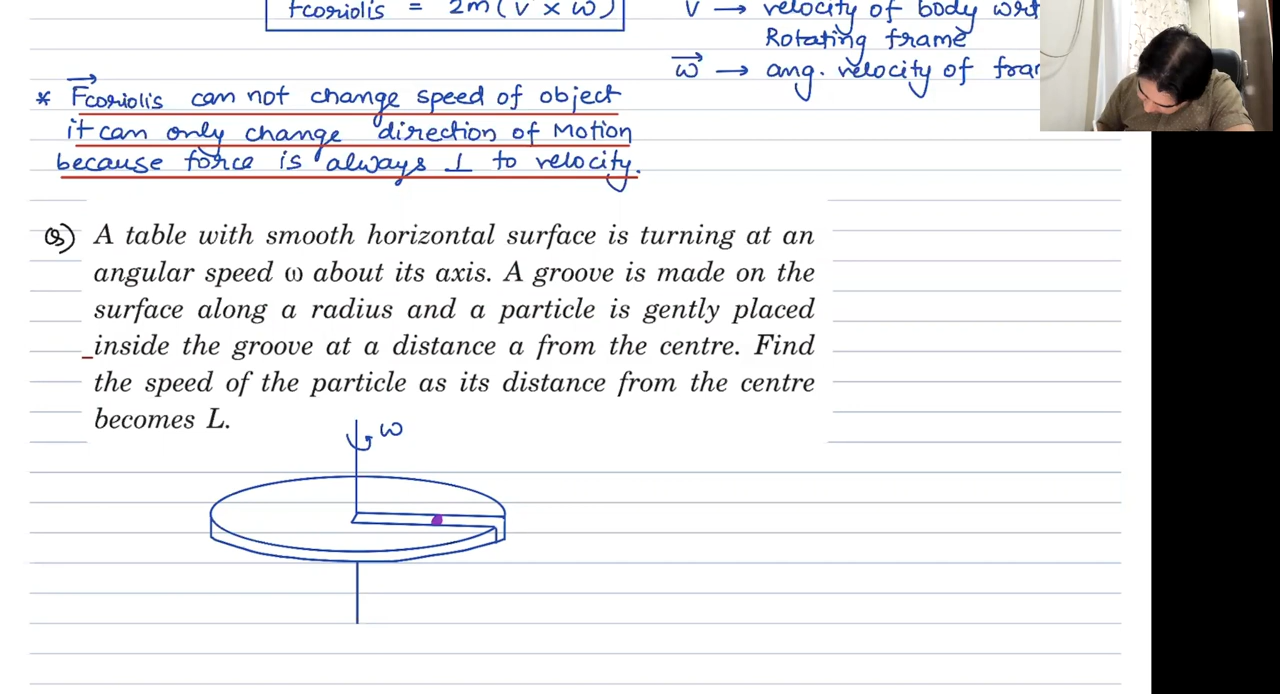 Fcoriolis = 2m ( v × ω )
v → velocity of body wrt
Rotating frame
ω → ang. velocity of fra
* Fcoriolis can not change speed of object
it can only change direction of Motion
because force is always ⊥ to velocity.
Q) A table with smooth horizontal surface is turning at an
angular speed ω about its axis. A groove is made on the
surface along a radius and a particle is gently placed
inside the groove at a distance a from the centre. Find
the speed of the particle as its distance from the centre
becomes L.
ω